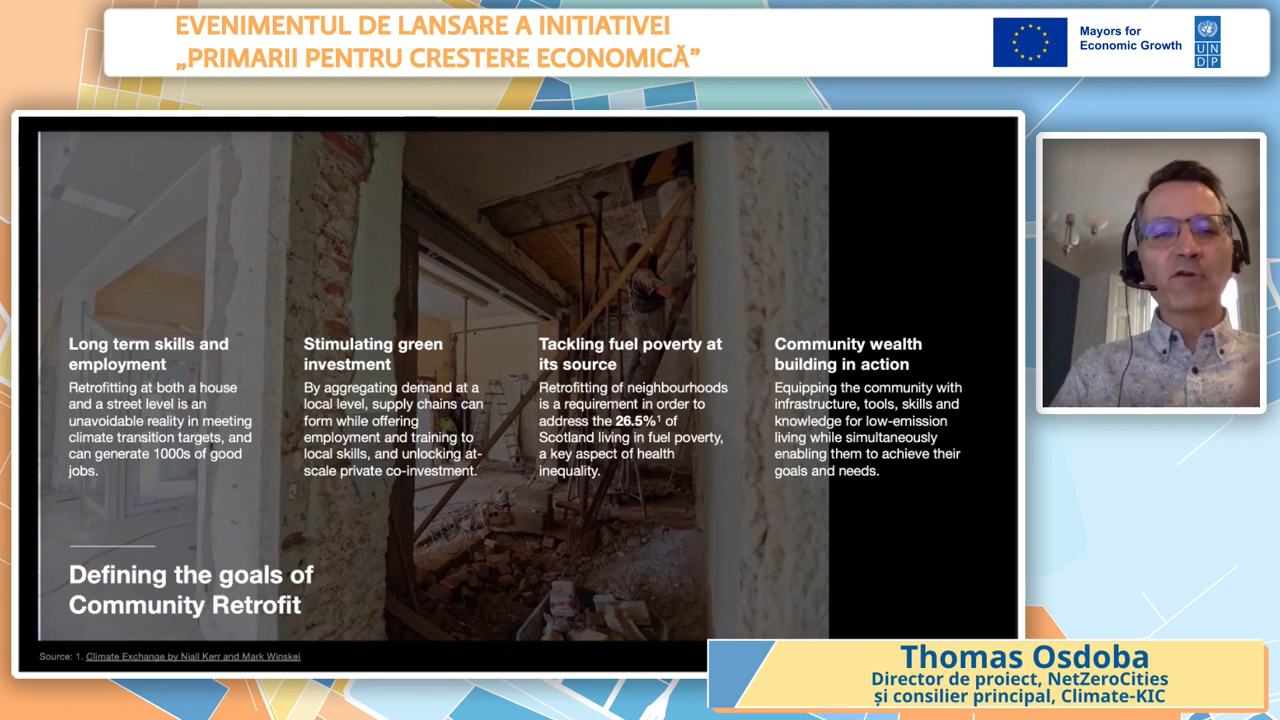 EVENIMENTUL DE LANSARE A INITIATIVEI
„PRIMARII PENTRU CRESTERE ECONOMICĂ”
Mayors for
Economic Growth
UN
DP
Long term skills and
employment
Retrofitting at both a house
and a street level is an
unavoidable reality in meeting
climate transition targets, and
can generate 1000s of good
jobs.
Stimulating green
investment
By aggregating demand at a
local level, supply chains can
form while offering
employment and training to
local skills, and unlocking at-
scale private co-investment.
Tackling fuel poverty at
its source
Retrofitting of neighbourhoods
is a requirement in order to
address the 26.5%¹ of
Scotland living in fuel poverty,
a key aspect of health
inequality.
Community wealth
building in action
Equipping the community with
infrastructure, tools, skills and
knowledge for low-emission
living while simultaneously
enabling them to achieve their
goals and needs.
Defining the goals of
Community Retrofit
Source: 1. Climate Exchange by Niall Kerr and Mark Winskel
Thomas Osdoba
Director de proiect, NetZeroCities
și consilier principal, Climate-KIC